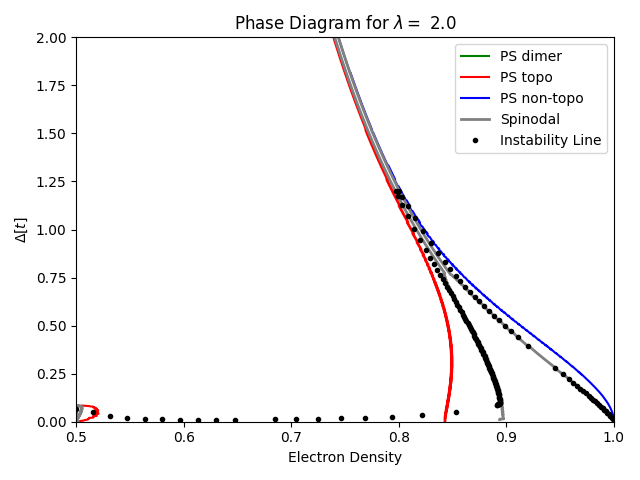 Phase Diagram for λ = 2.0
2.00
1.75
1.50
1.25
1.00
0.75
0.50
0.25
0.00
Δ[t]
PS dimer
PS topo
PS non-topo
Spinodal
Instability Line
0.5 0.6 0.7 0.8 0.9 1.0
Electron Density